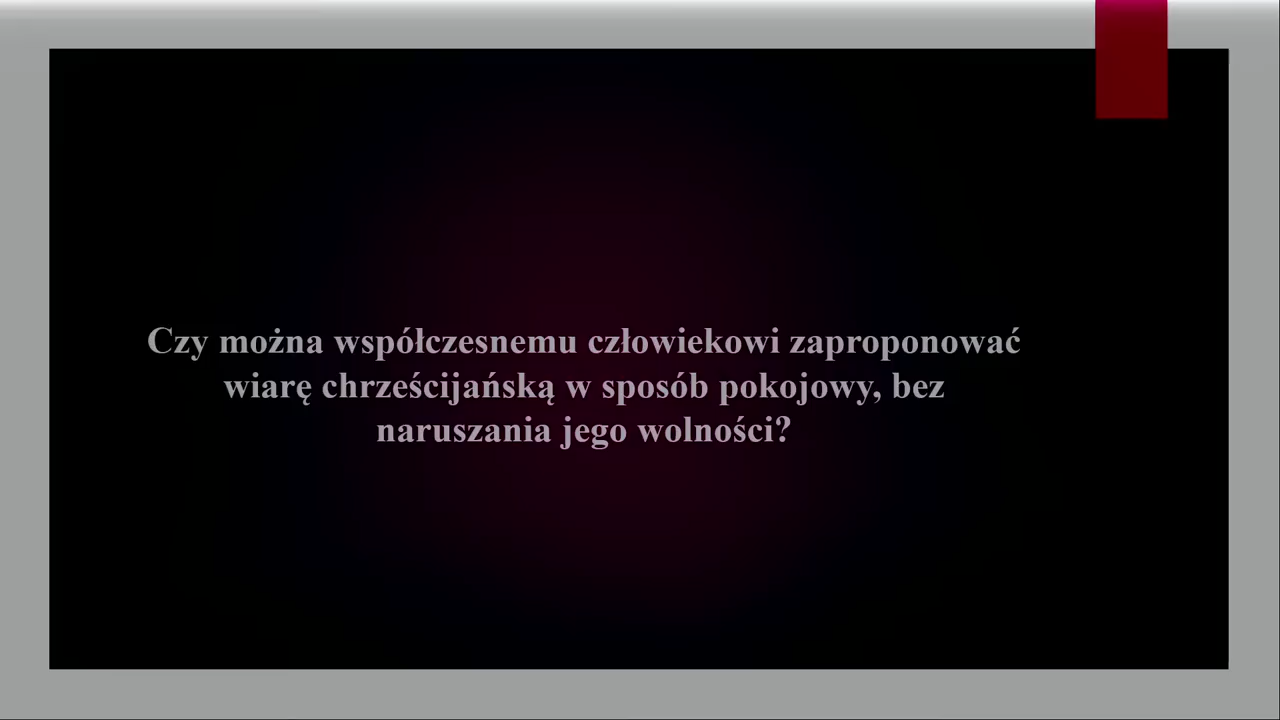 Czy można współczesnemu człowiekowi zaproponować
wiarę chrześcijańską w sposób pokojowy, bez
naruszania jego wolności?